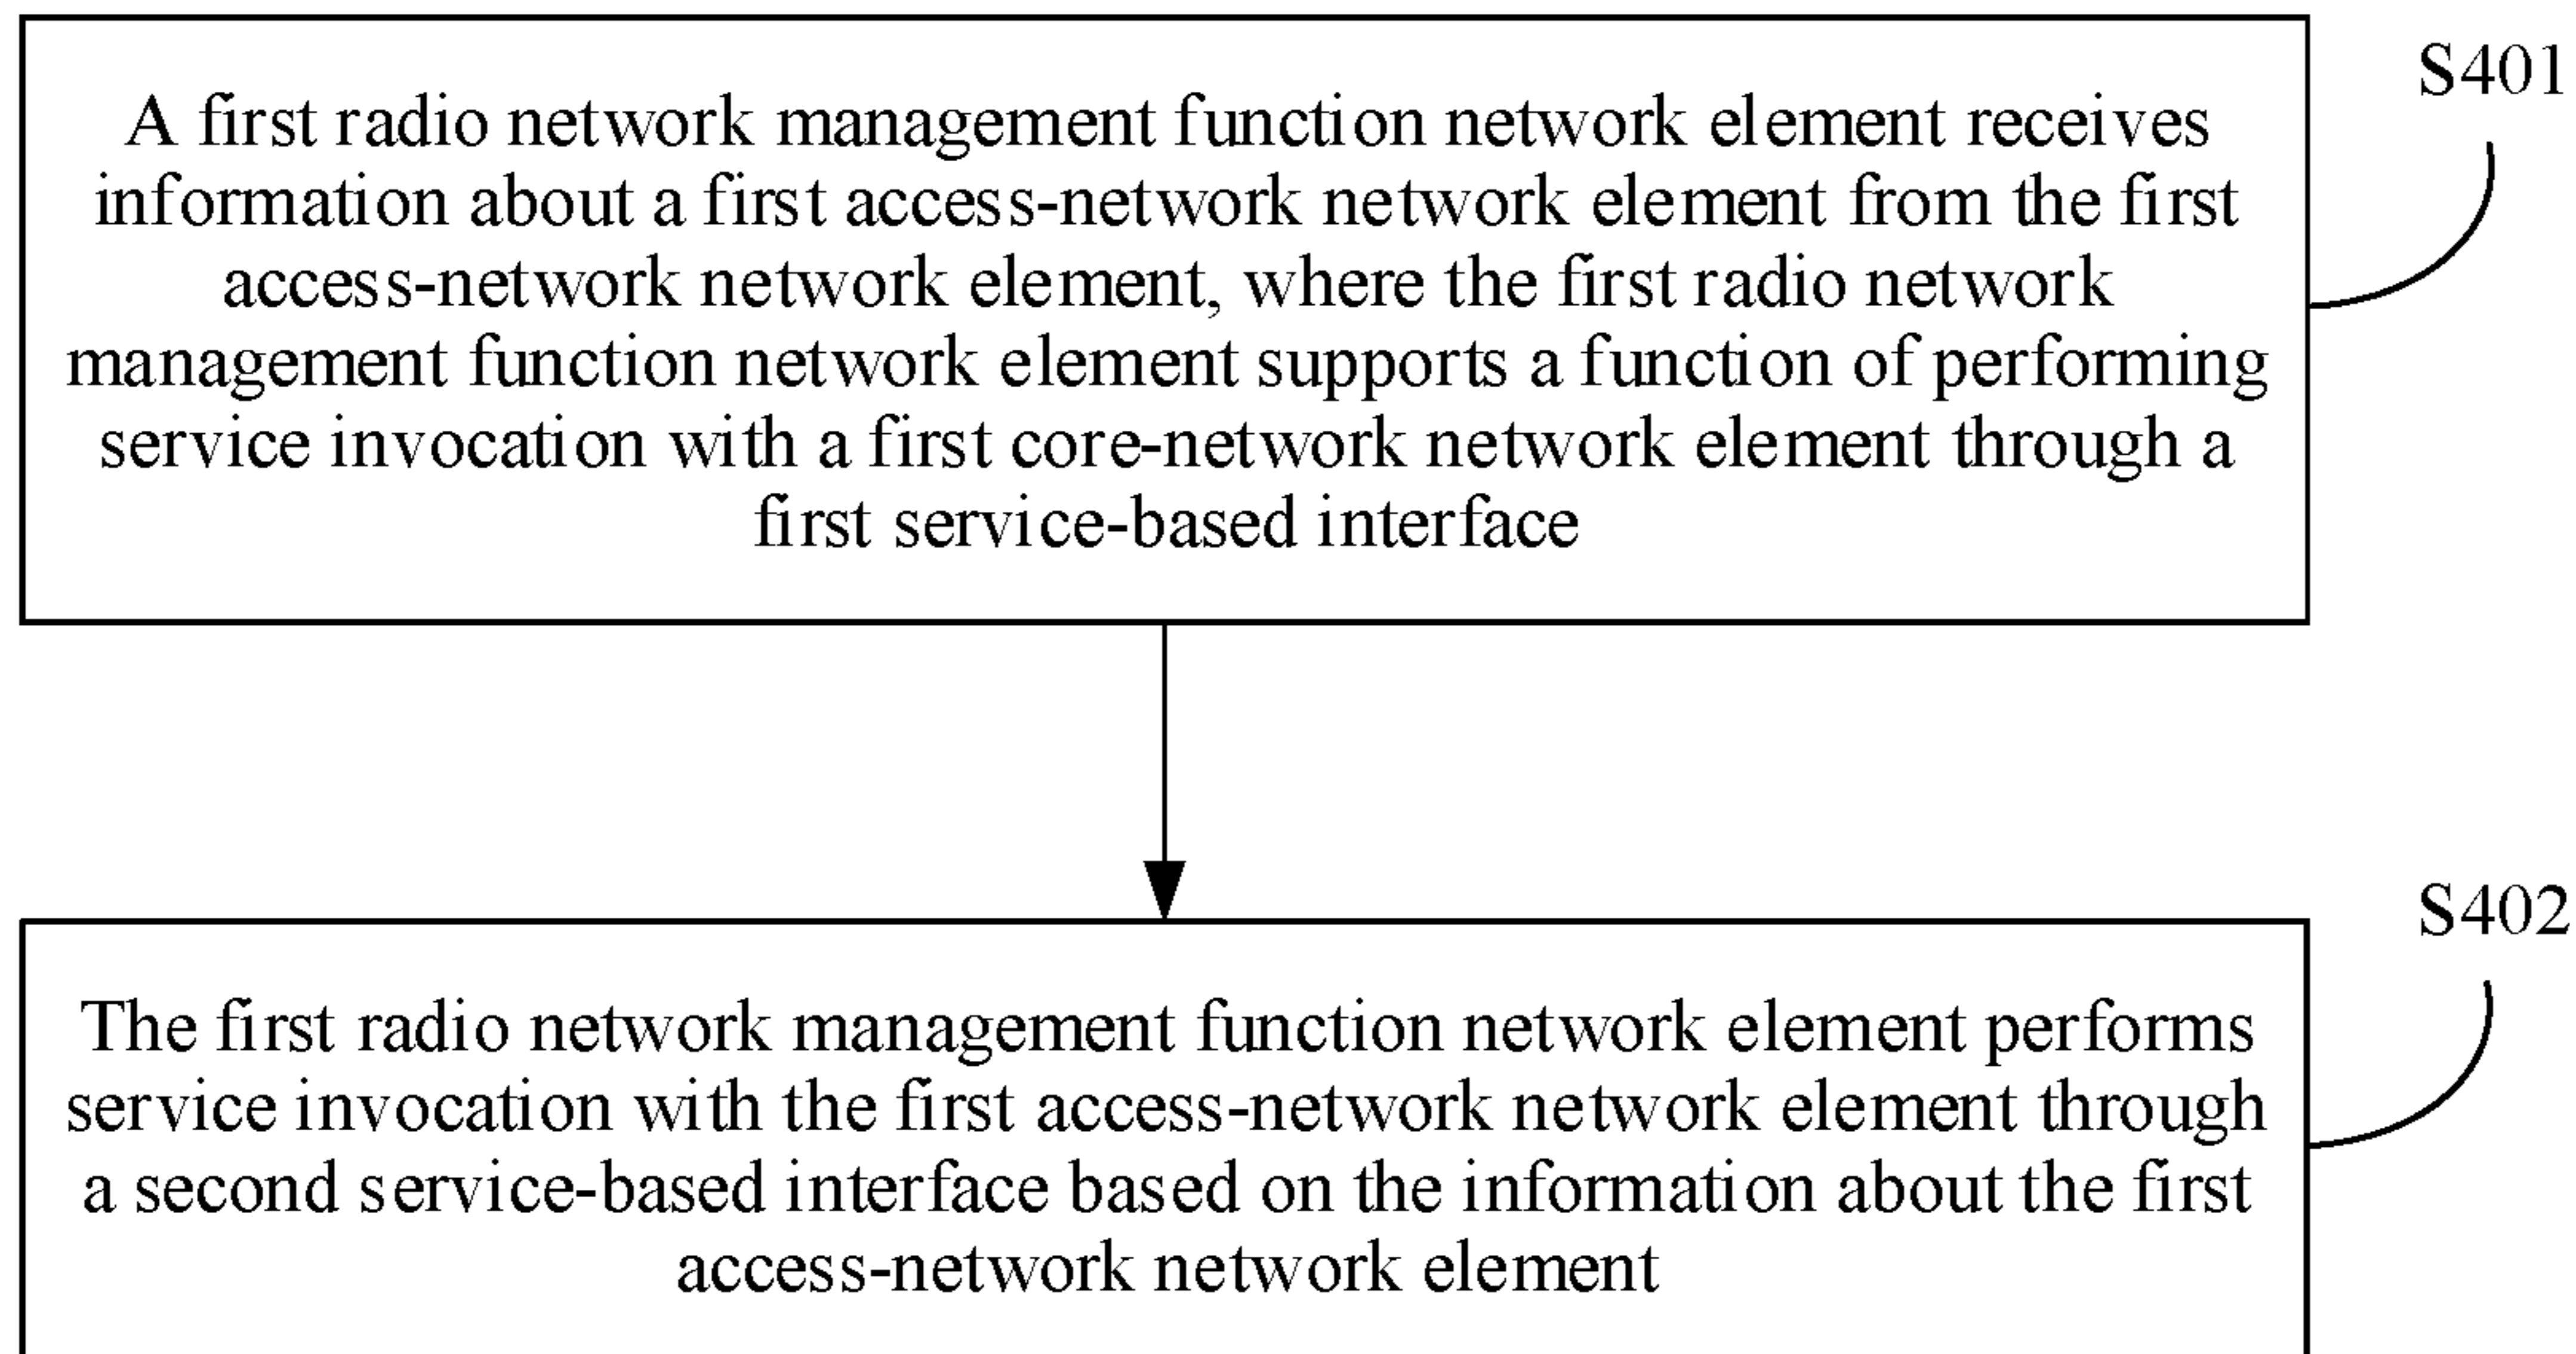 A first radio network management function network element receives
information about a first access-network network element from the first
access-network network element, where the first radio network
management function network element supports a function of performing
service invocation with a first core-network network element through a
first service-based interface
S401
The first radio network management function network element performs
service invocation with the first access-network network element through
a second service-based interface based on the information about the first
access-network network element
S402